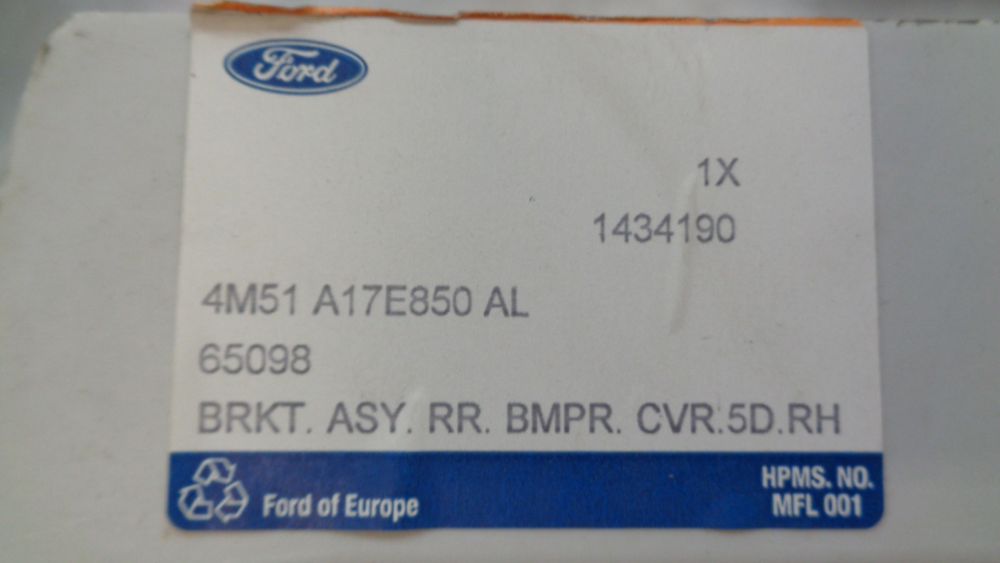 Ford
1X
1434190
4M51 A17E850 AL
65098
BRKT. ASY. RR. BMPR. CVR.5D.RH
Ford of Europe
HPMS. NO.
MFL 001